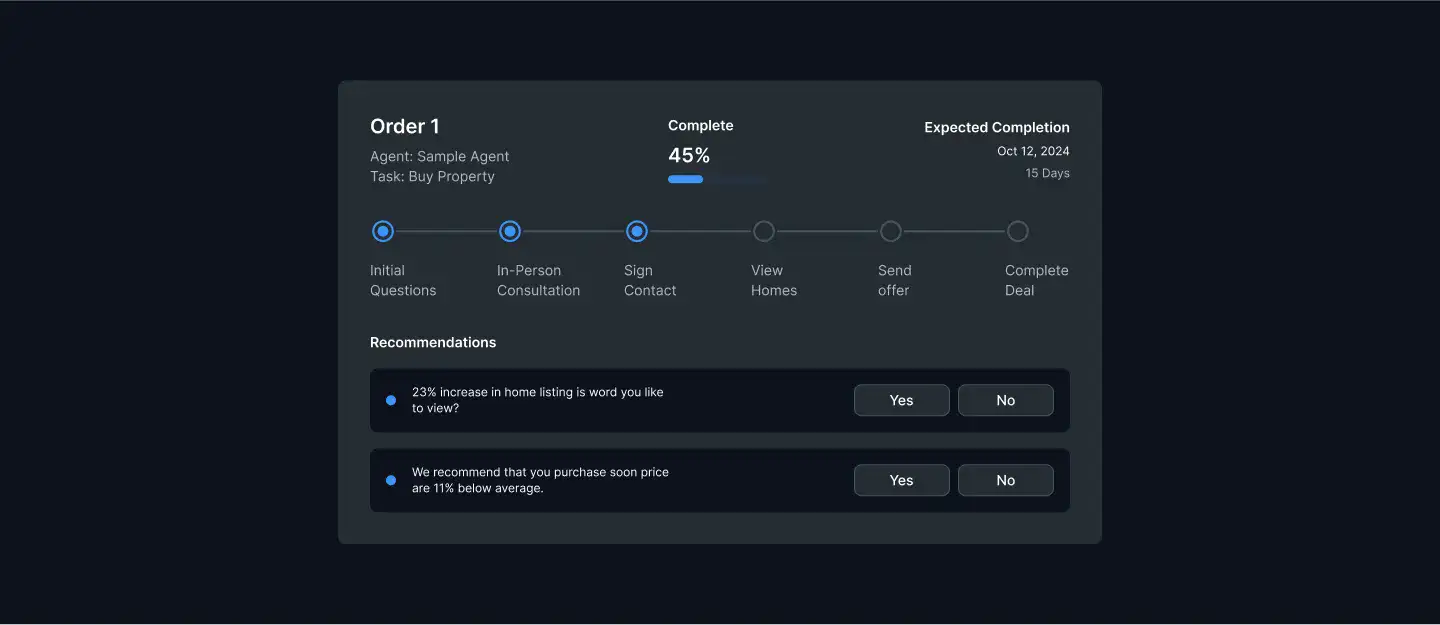 Order 1
Agent: Sample Agent
Task: Buy Property
Complete
45%
Expected Completion
Oct 12, 2024
15 Days
Initial
Questions
In-Person
Consultation
Sign
Contact
View
Homes
Send
offer
Complete
Deal
Recommendations
23% increase in home listing is word you like
to view?
Yes
No
We recommend that you purchase soon price
are 11% below average.
Yes
No